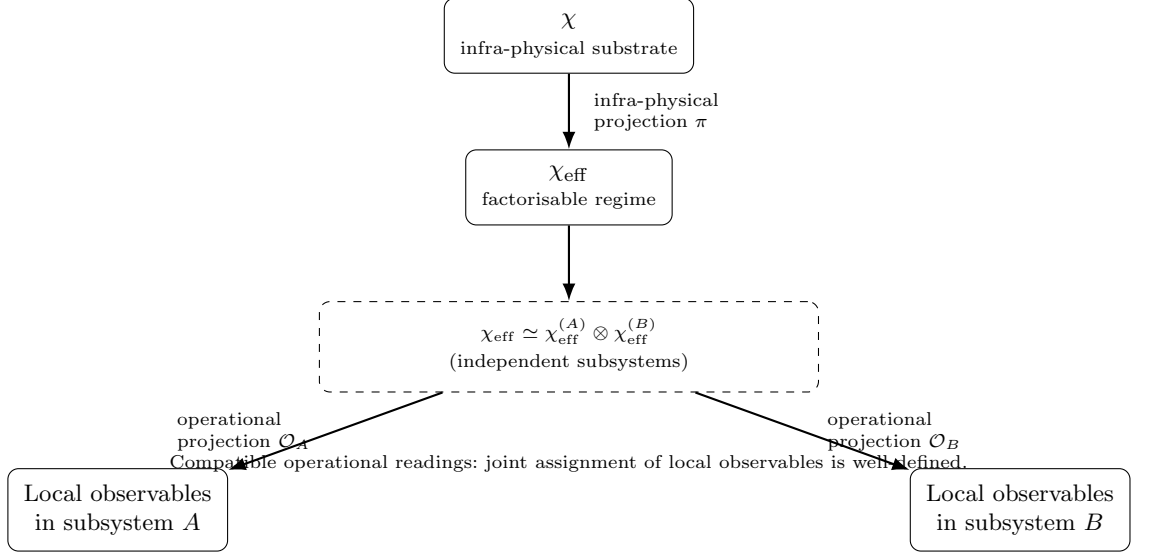 χ
infra-physical substrate
infra-physical
projection π
χ_eff
factorisable regime
χ_eff ≃ χ_eff^(A) ⊗ χ_eff^(B)
(independent subsystems)
operational
projection 𝒪_A
operational
projection 𝒪_B
Compatible operational readings: joint assignment of local observables is well-defined.
Local observables
in subsystem A
Local observables
in subsystem B